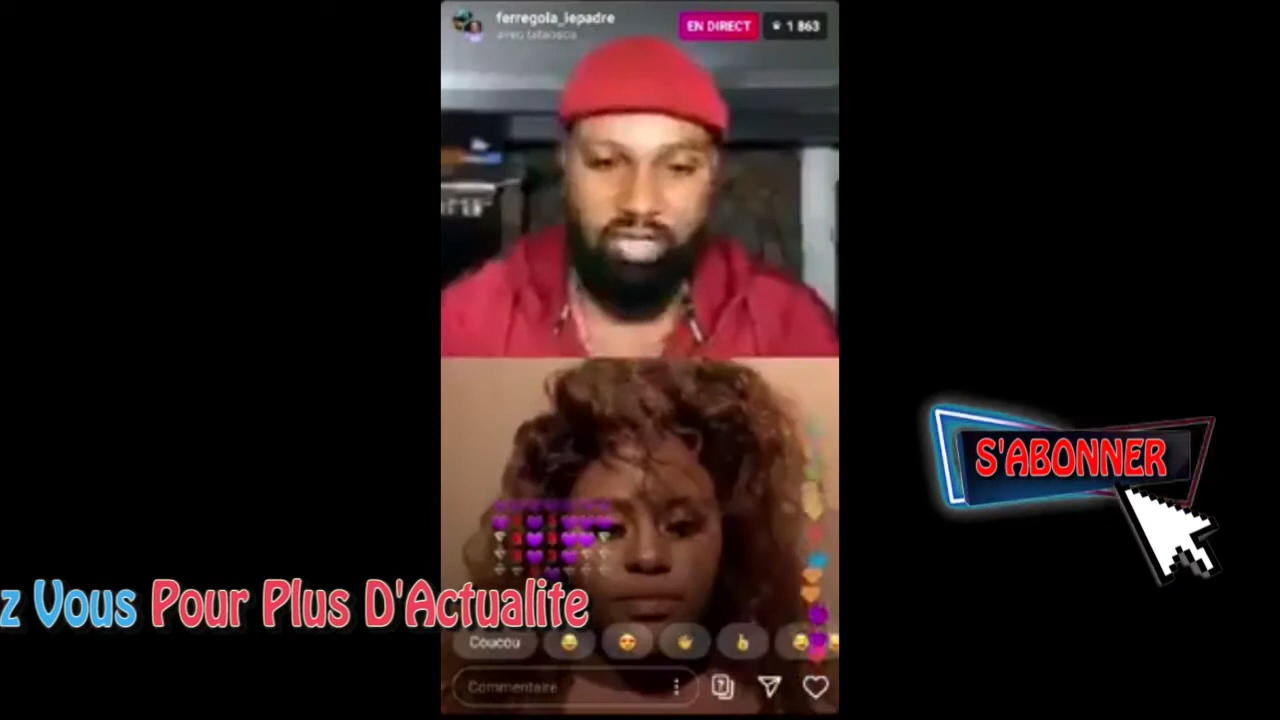 ferregola_lepadre
EN DIRECT
1 863
S'ABONNER
z Vous Pour Plus D'Actualite
Coucou
Commentaire